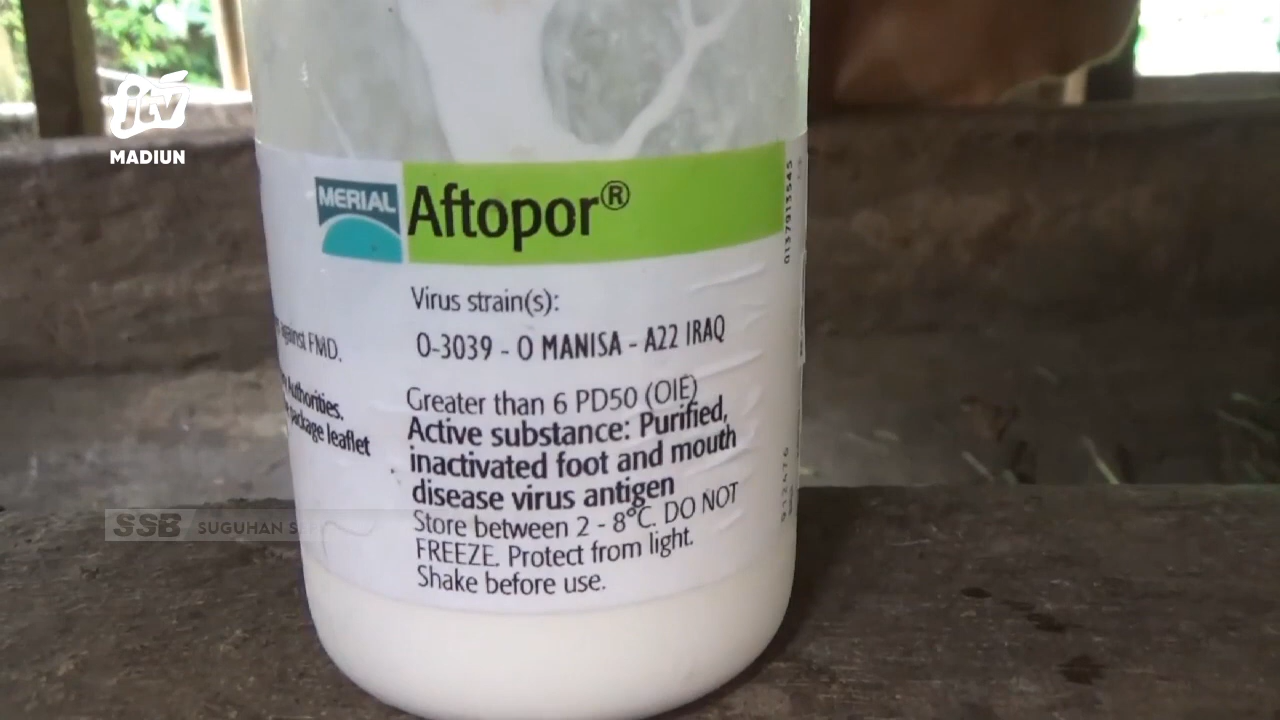 jtv
MADIUN
MERIAL
Aftopor®
Virus strain(s):
O-3039 - O MANISA - A22 IRAQ
against FMD.
Greater than 6 PD50 (OIE)
Active substance: Purified,
inactivated foot and mouth
disease virus antigen
Store between 2 - 8°C. DO NOT
FREEZE. Protect from light.
Shake before use.
Authorities.
package leaflet
0137913545
SSB SUGUHAN